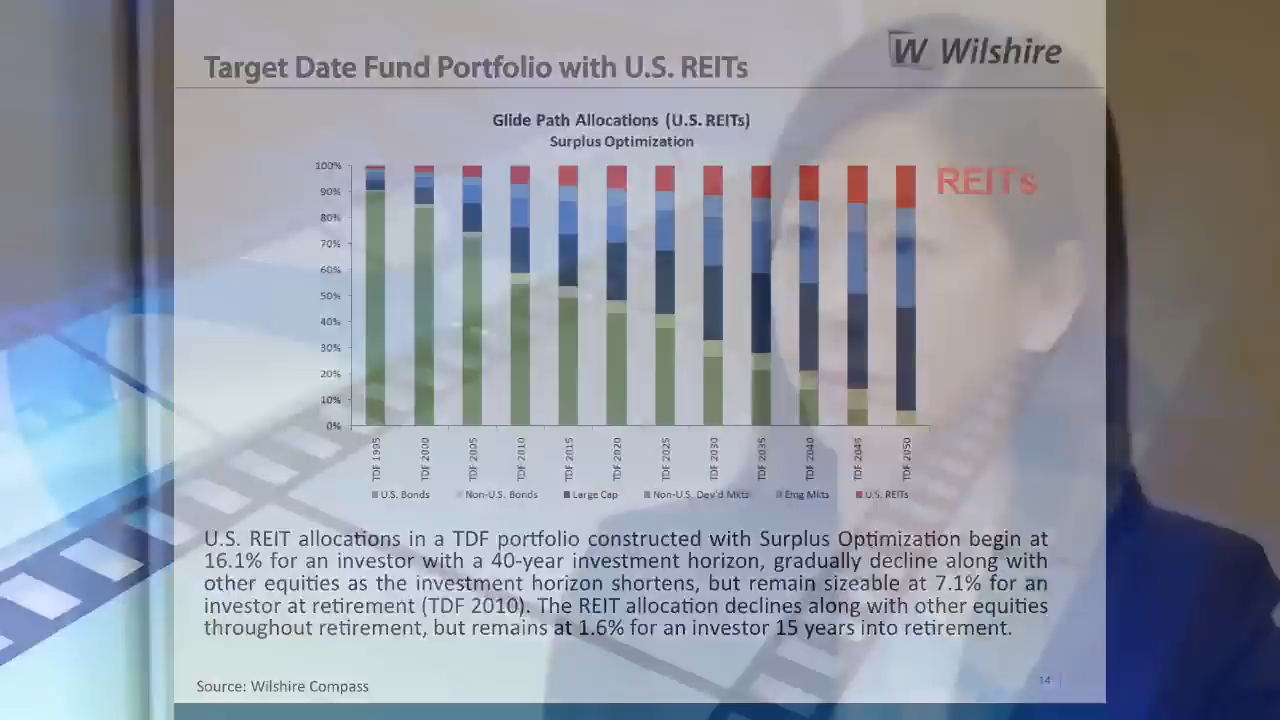 Target Date Fund Portfolio with U.S. REITs
W Wilshire
Glide Path Allocations (U.S. REITs)
Surplus Optimization
100%
90%
80%
70%
60%
50%
40%
30%
20%
10%
0%
REITs
TDF 1995
TDF 2000
TDF 2005
TDF 2010
TDF 2015
TDF 2020
TDF 2025
TDF 2030
TDF 2035
TDF 2040
TDF 2045
TDF 2050
U.S. Bonds
Non-U.S. Bonds
Large Cap
Non-U.S. Dev'd Mkts
Emg Mkts
U.S. REITs
U.S. REIT allocations in a TDF portfolio constructed with Surplus Optimization begin at
16.1% for an investor with a 40-year investment horizon, gradually decline along with
other equities as the investment horizon shortens, but remain sizeable at 7.1% for an
investor at retirement (TDF 2010). The REIT allocation declines along with other equities
throughout retirement, but remains at 1.6% for an investor 15 years into retirement.
Source: Wilshire Compass
14